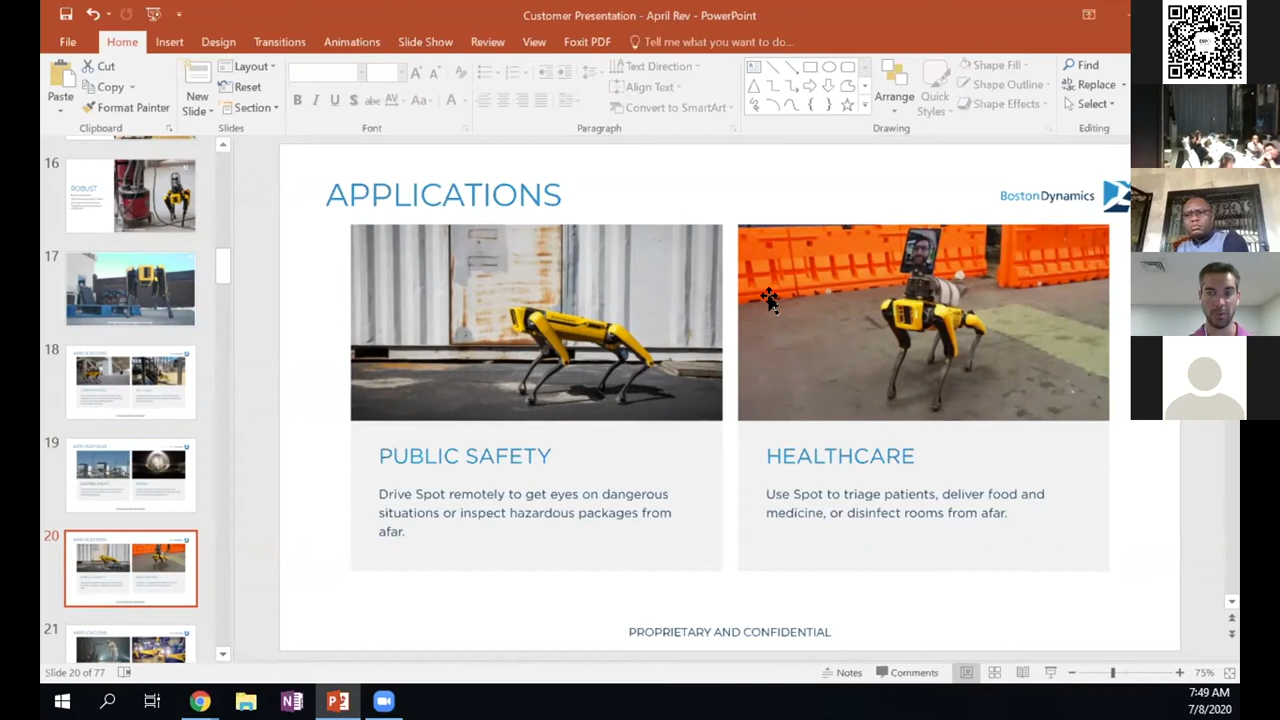 Customer Presentation - April Rev - PowerPoint
File Home Insert Design Transitions Animations Slide Show Review View Foxit PDF Tell me what you want to do...
Paste
Cut
Copy
Format Painter
Clipboard
New Slide
Layout
Reset
Section
Slides
B I U S abc AV Aa A
Font
Text Direction
Align Text
Convert to SmartArt
Paragraph
Arrange
Quick Styles
Shape Fill
Shape Outline
Shape Effects
Drawing
Find
Replace
Select
Editing
16
ROBUST
17
18
19
20
21
APPLICATIONS
BostonDynamics
PUBLIC SAFETY
Drive Spot remotely to get eyes on dangerous
situations or inspect hazardous packages from
afar.
HEALTHCARE
Use Spot to triage patients, deliver food and
medicine, or disinfect rooms from afar.
PROPRIETARY AND CONFIDENTIAL
Slide 20 of 77
Notes
Comments
75%
7:49 AM
7/8/2020